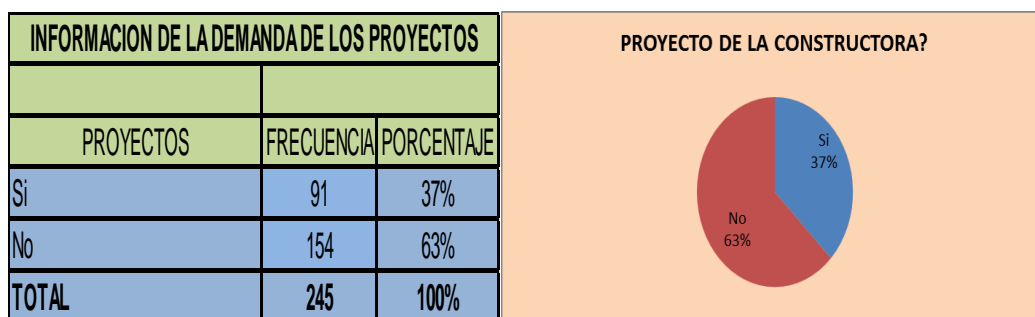 INFORMACION DE LA DEMANDA DE LOS PROYECTOS
PROYECTOS FRECUENCIA PORCENTAJE
Si 91 37%
No 154 63%
TOTAL 245 100%
PROYECTO DE LA CONSTRUCTORA?
Si
37%
No
63%